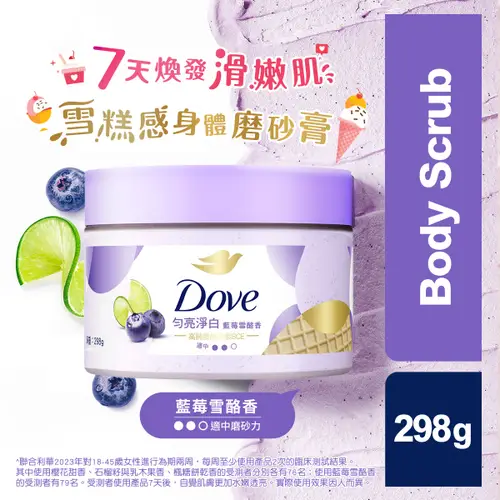 7天煥發滑嫩肌
雪糕感身體磨砂膏
Body Scrub
Dove
勻亮淨白 藍莓雪酪香
適中
298g
藍莓雪酪香
適中磨砂力
298g
*聯合利華2023年對18-45歲女性進行為期兩周，每周至少使用產品2次的臨床測試結果。
其中使用櫻花甜香、石榴籽與乳木果香、楓糖餅乾香的受測者分別各有76名；使用藍莓雪酪香
的受測者有79名。受測者使用產品7天後，自覺肌膚更加水嫩透亮。實際使用效果因人而異。